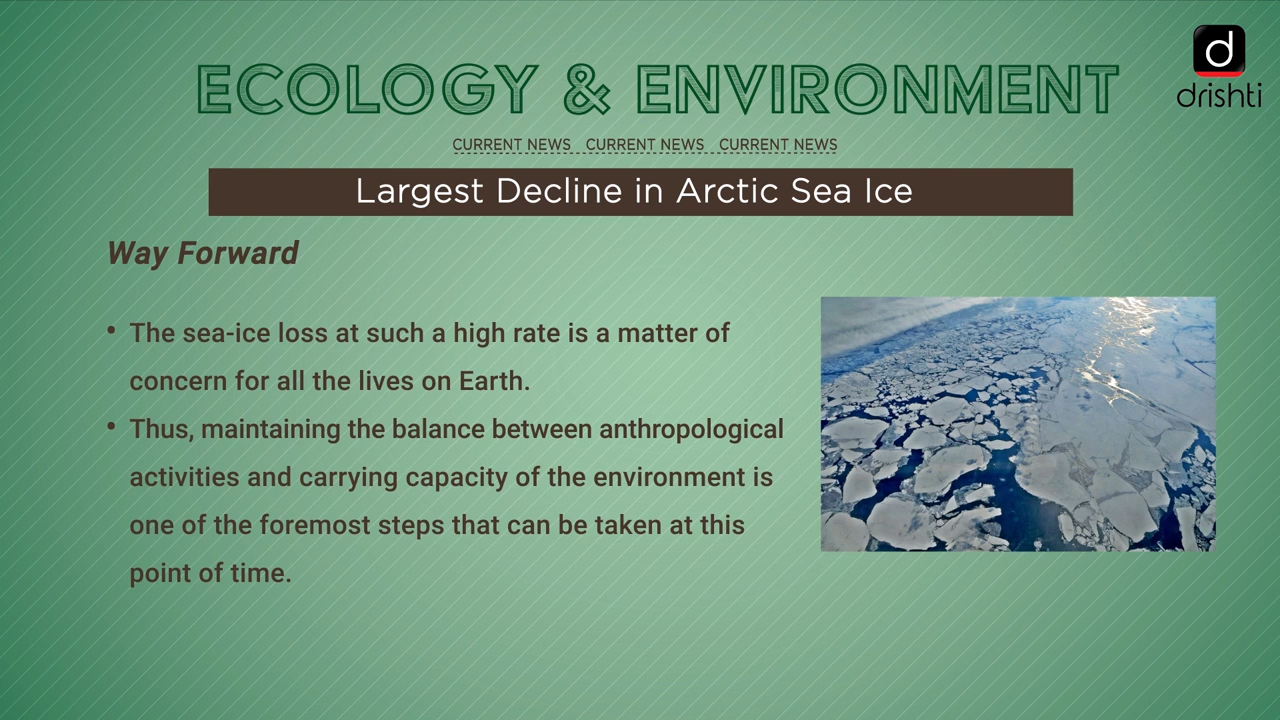 ECOLOGY & ENVIRONMENT
d
drishti
CURRENT NEWS CURRENT NEWS CURRENT NEWS
Largest Decline in Arctic Sea Ice
Way Forward
• The sea-ice loss at such a high rate is a matter of
concern for all the lives on Earth.
• Thus, maintaining the balance between anthropological
activities and carrying capacity of the environment is
one of the foremost steps that can be taken at this
point of time.